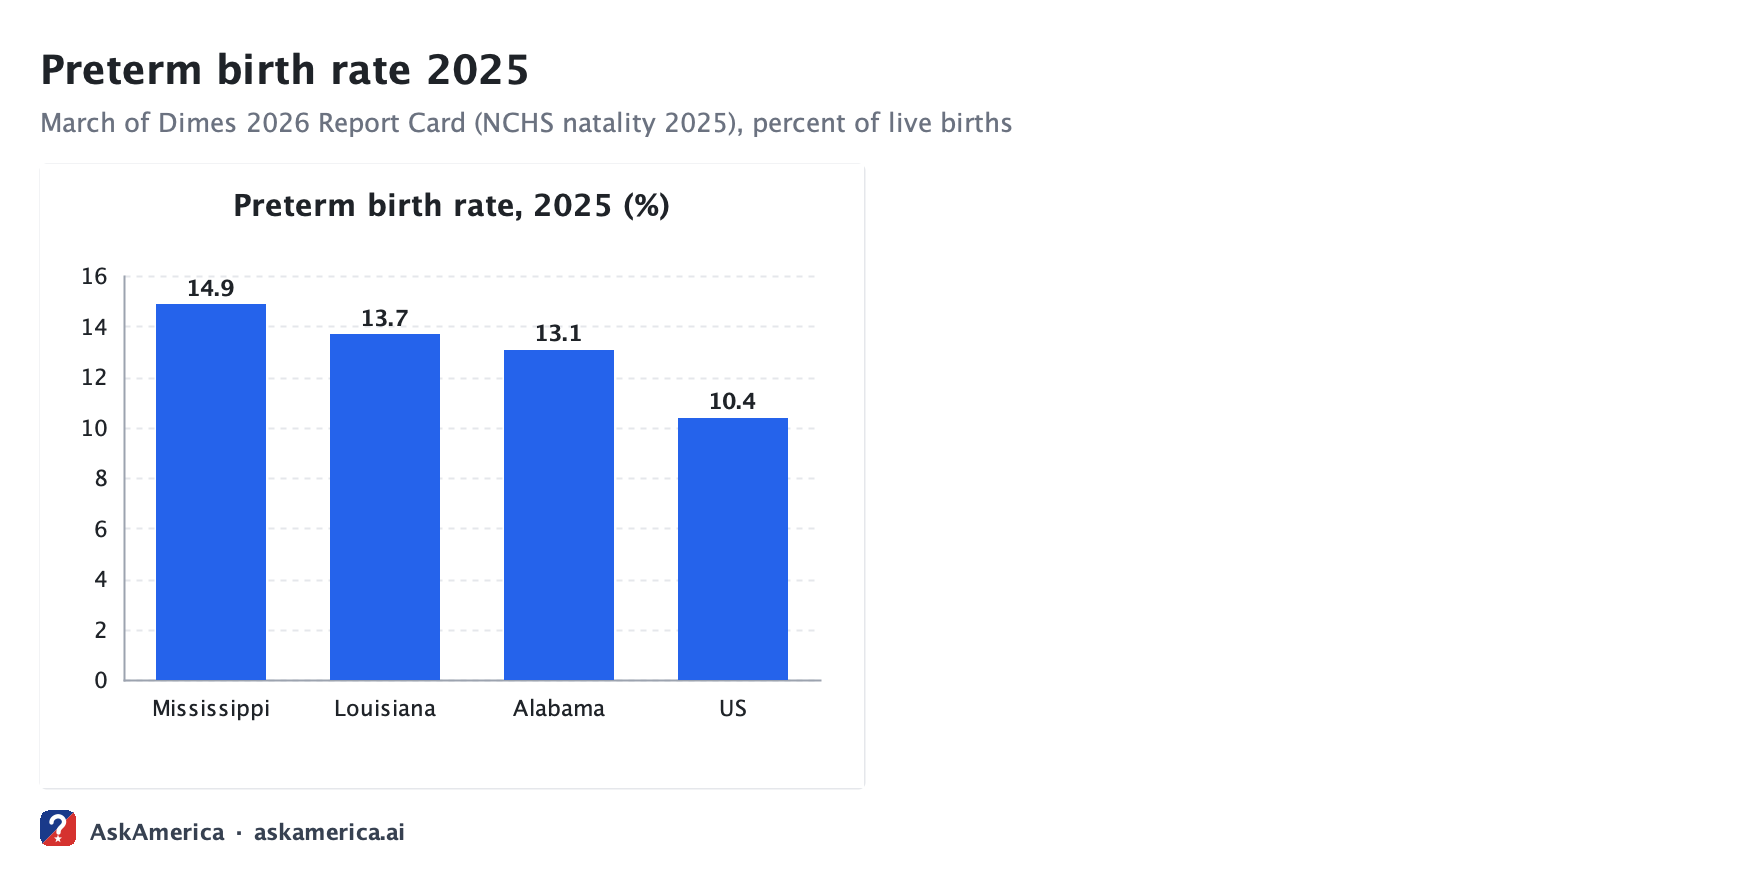 Preterm birth rate 2025
March of Dimes 2026 Report Card (NCHS natality 2025), percent of live births
Preterm birth rate, 2025 (%)
16
14
12
10
8
6
4
2
0
14.9
13.7
13.1
10.4
Mississippi
Louisiana
Alabama
US
AskAmerica · askamerica.ai